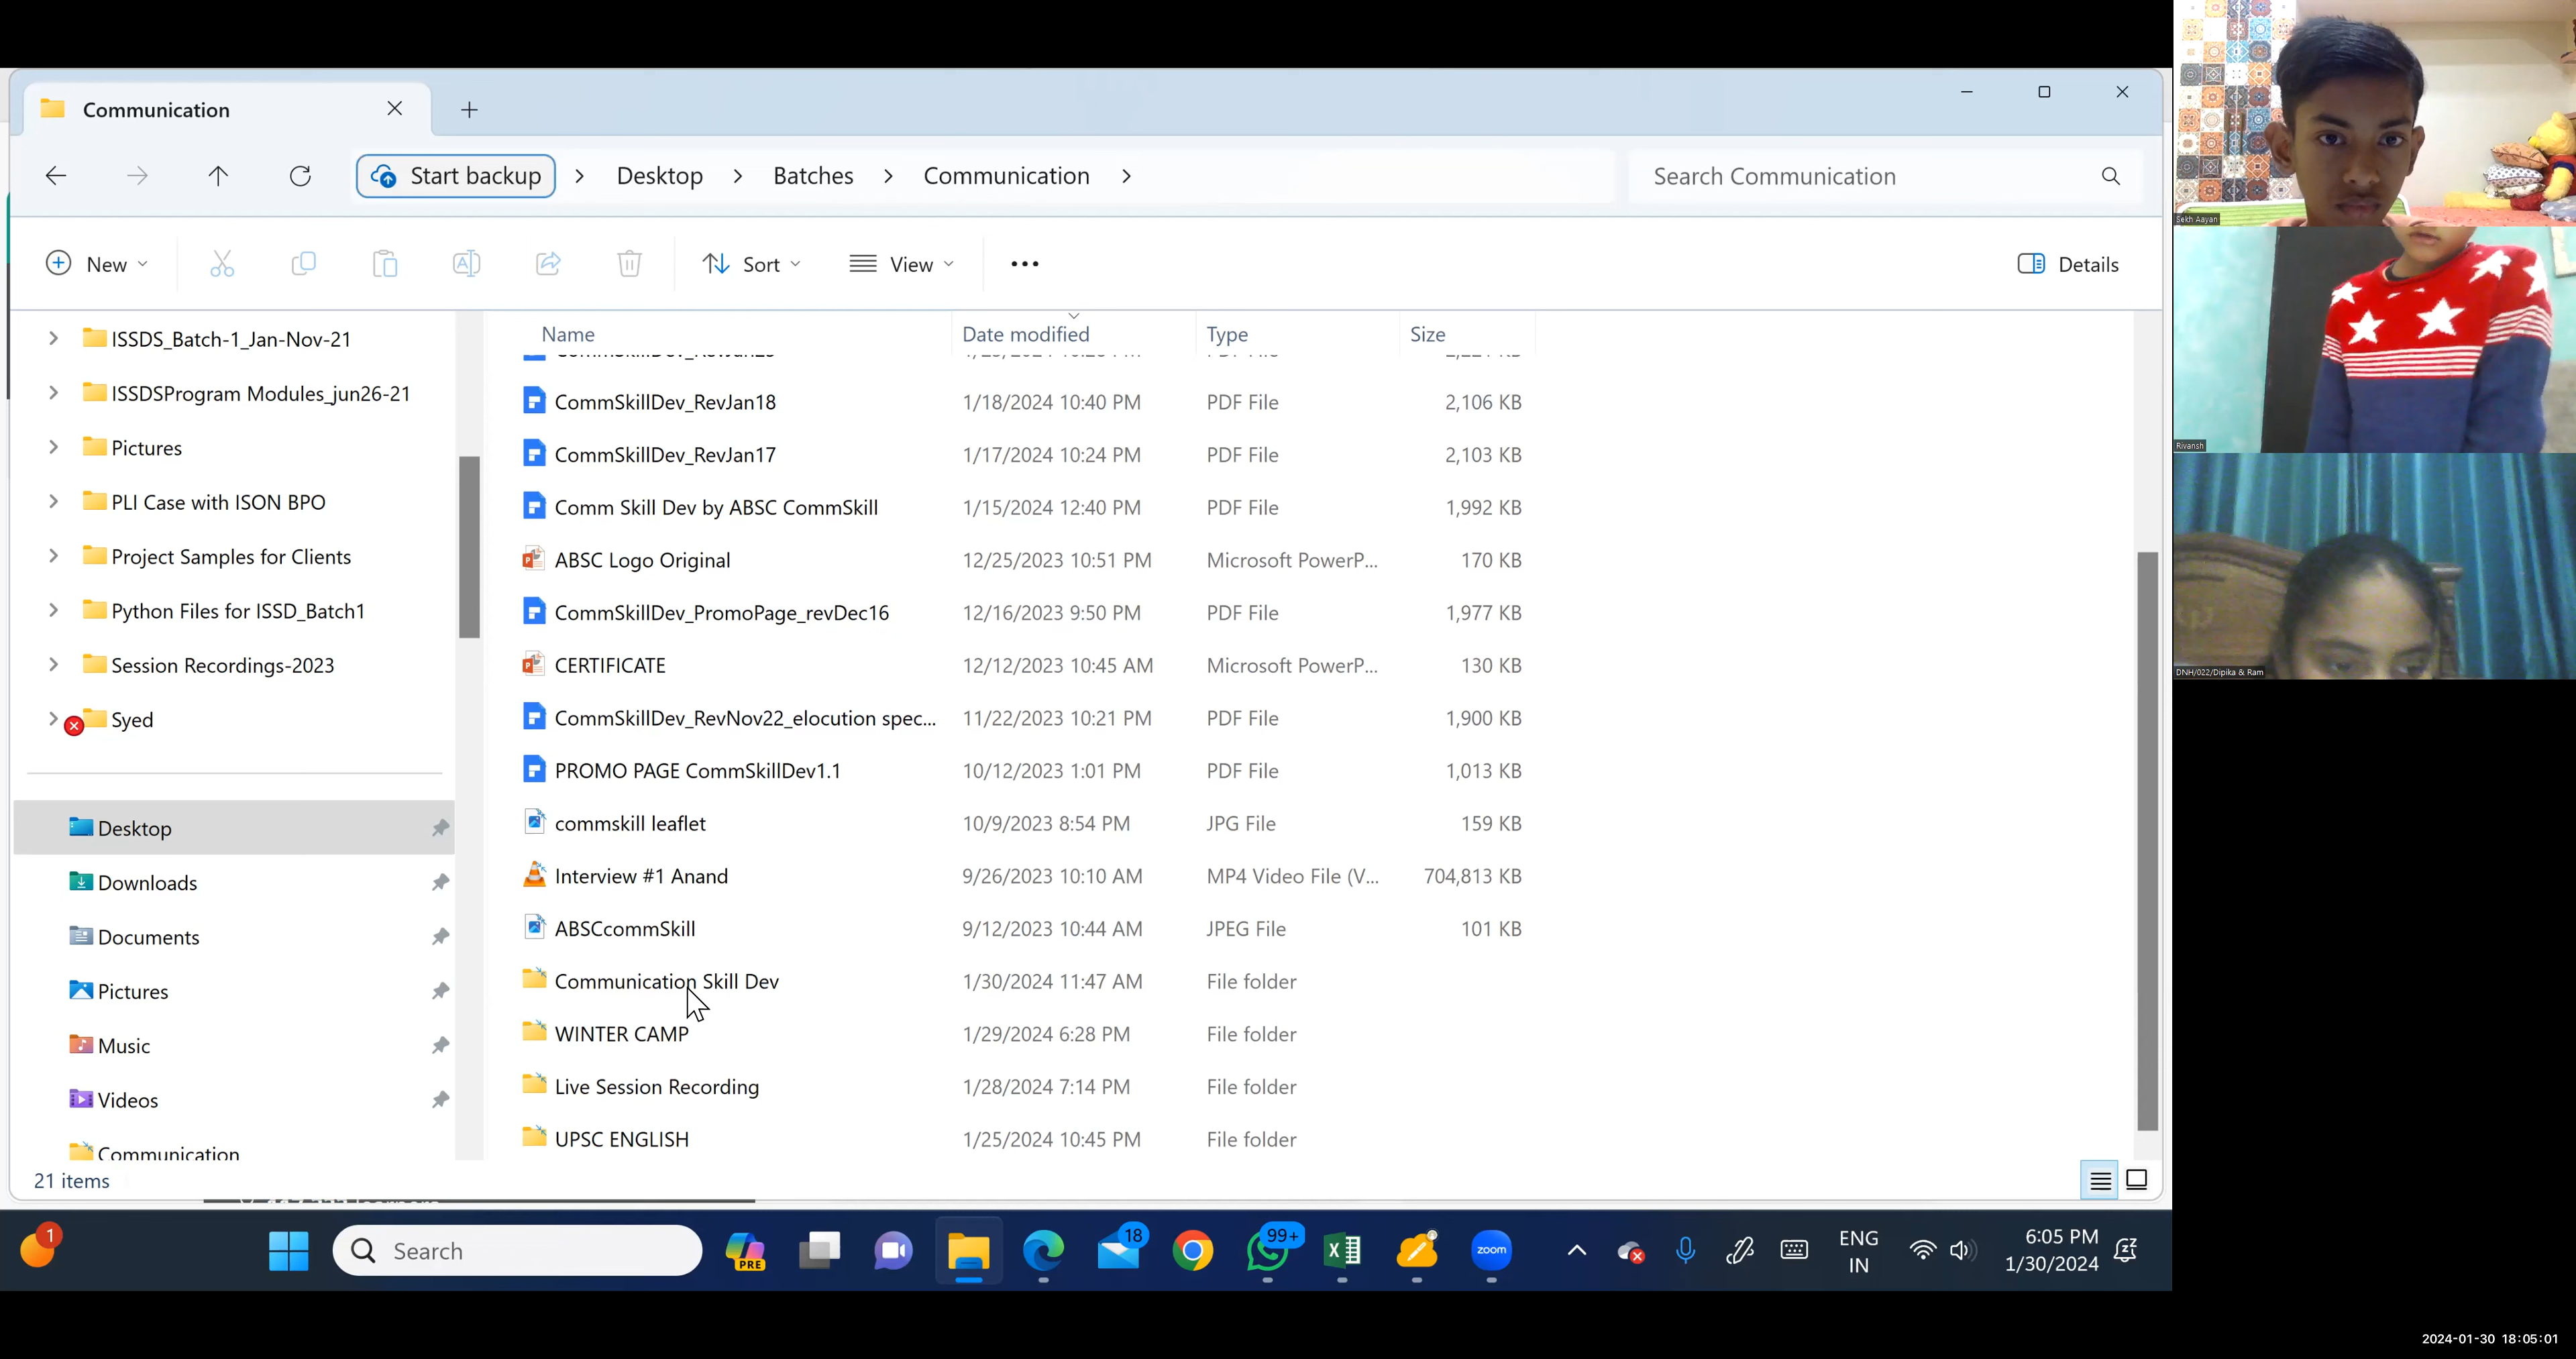 Communication
Start backup > Desktop > Batches > Communication >
Search Communication
New
Sort
View
Details
ISSDS_Batch-1_Jan-Nov-21
ISSDSProgram Modules_jun26-21
Pictures
PLI Case with ISON BPO
Project Samples for Clients
Python Files for ISSD_Batch1
Session Recordings-2023
Syed
Desktop
Downloads
Documents
Pictures
Music
Videos
Communication
21 items
Name Date modified Type Size
CommSkillDev_RevJan18 1/18/2024 10:40 PM PDF File 2,106 KB
CommSkillDev_RevJan17 1/17/2024 10:24 PM PDF File 2,103 KB
Comm Skill Dev by ABSC CommSkill 1/15/2024 12:40 PM PDF File 1,992 KB
ABSC Logo Original 12/25/2023 10:51 PM Microsoft PowerP... 170 KB
CommSkillDev_PromoPage_revDec16 12/16/2023 9:50 PM PDF File 1,977 KB
CERTIFICATE 12/12/2023 10:45 AM Microsoft PowerP... 130 KB
CommSkillDev_RevNov22_elocution spec... 11/22/2023 10:21 PM PDF File 1,900 KB
PROMO PAGE CommSkillDev1.1 10/12/2023 1:01 PM PDF File 1,013 KB
commskill leaflet 10/9/2023 8:54 PM JPG File 159 KB
Interview #1 Anand 9/26/2023 10:10 AM MP4 Video File (V... 704,813 KB
ABSCcommSkill 9/12/2023 10:44 AM JPEG File 101 KB
Communication Skill Dev 1/30/2024 11:47 AM File folder
WINTER CAMP 1/29/2024 6:28 PM File folder
Live Session Recording 1/28/2024 7:14 PM File folder
UPSC ENGLISH 1/25/2024 10:45 PM File folder
1
Search
PRE
18
99+
zoom
ENG
IN
6:05 PM
1/30/2024
Sekh Aayan
Rivansh
DNH/022/Dipika & Ram
2024-01-30 18:05:01